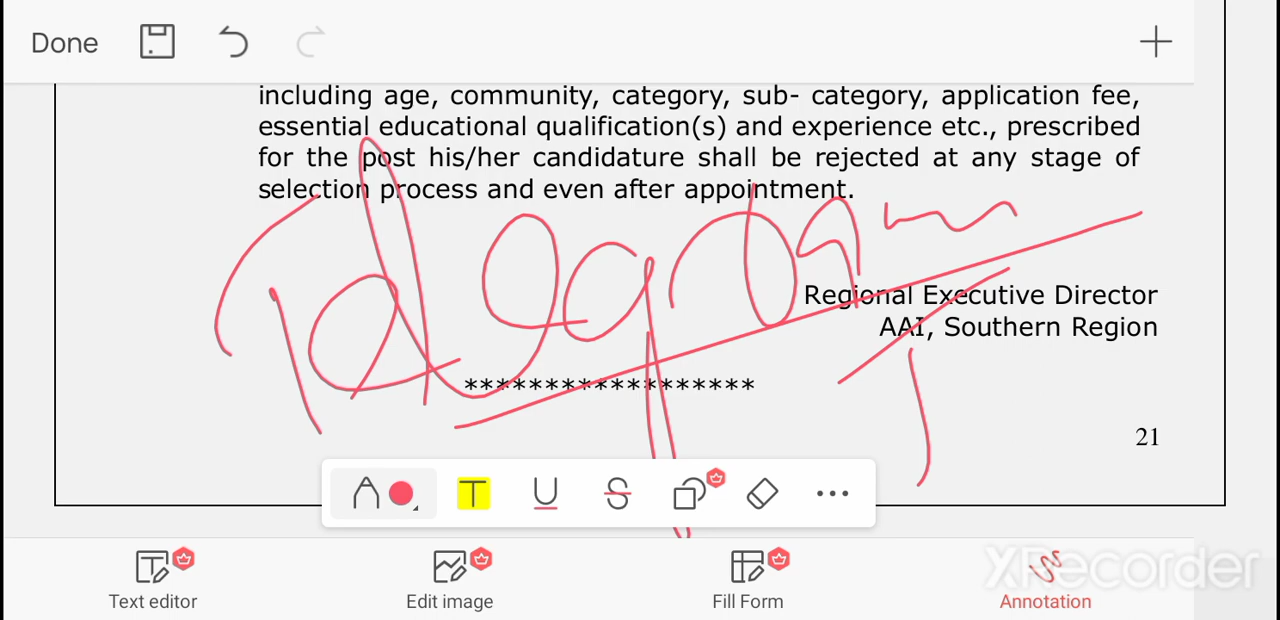 Done
including age, community, category, sub- category, application fee,
essential educational qualification(s) and experience etc., prescribed
for the post his/her candidature shall be rejected at any stage of
selection process and even after appointment.
Telegram
Regional Executive Director
AAI, Southern Region
******************
21
Text editor
Edit image
Fill Form
Annotation
XRecorder